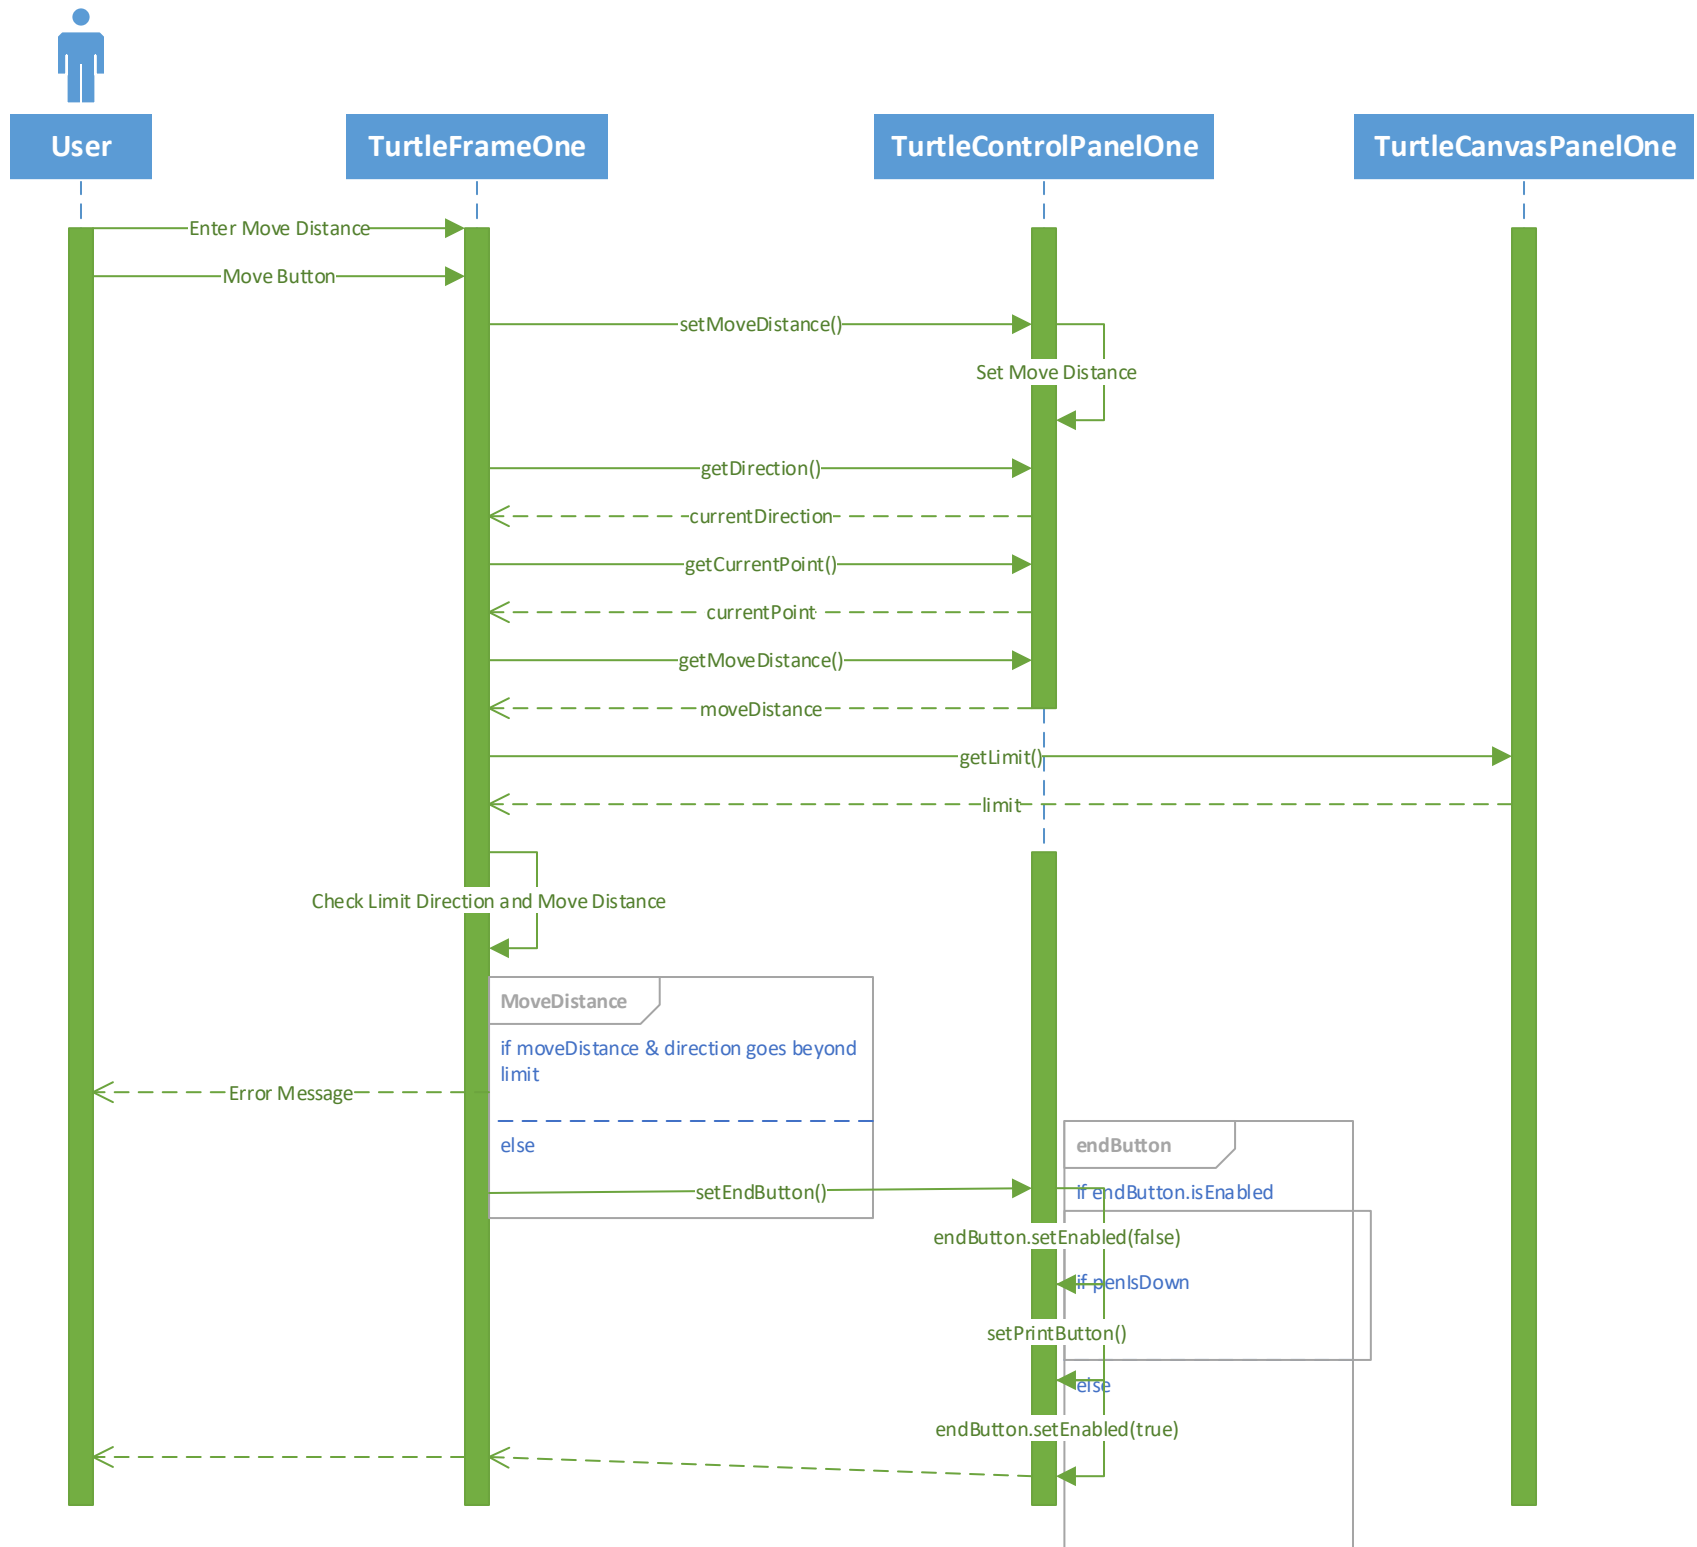 User
TurtleFrameOne
TurtleControlPanelOne
TurtleCanvasPanelOne
Enter Move Distance
Move Button
setMoveDistance()
Set Move Distance
getDirection()
currentDirection
getCurrentPoint()
currentPoint
getMoveDistance()
moveDistance
getLimit()
limit
Check Limit Direction and Move Distance
MoveDistance
if moveDistance & direction goes beyond
limit
Error Message
else
endButton
setEndButton()
if endButton.isEnabled
endButton.setEnabled(false)
if penIsDown
setPrintButton()
else
endButton.setEnabled(true)